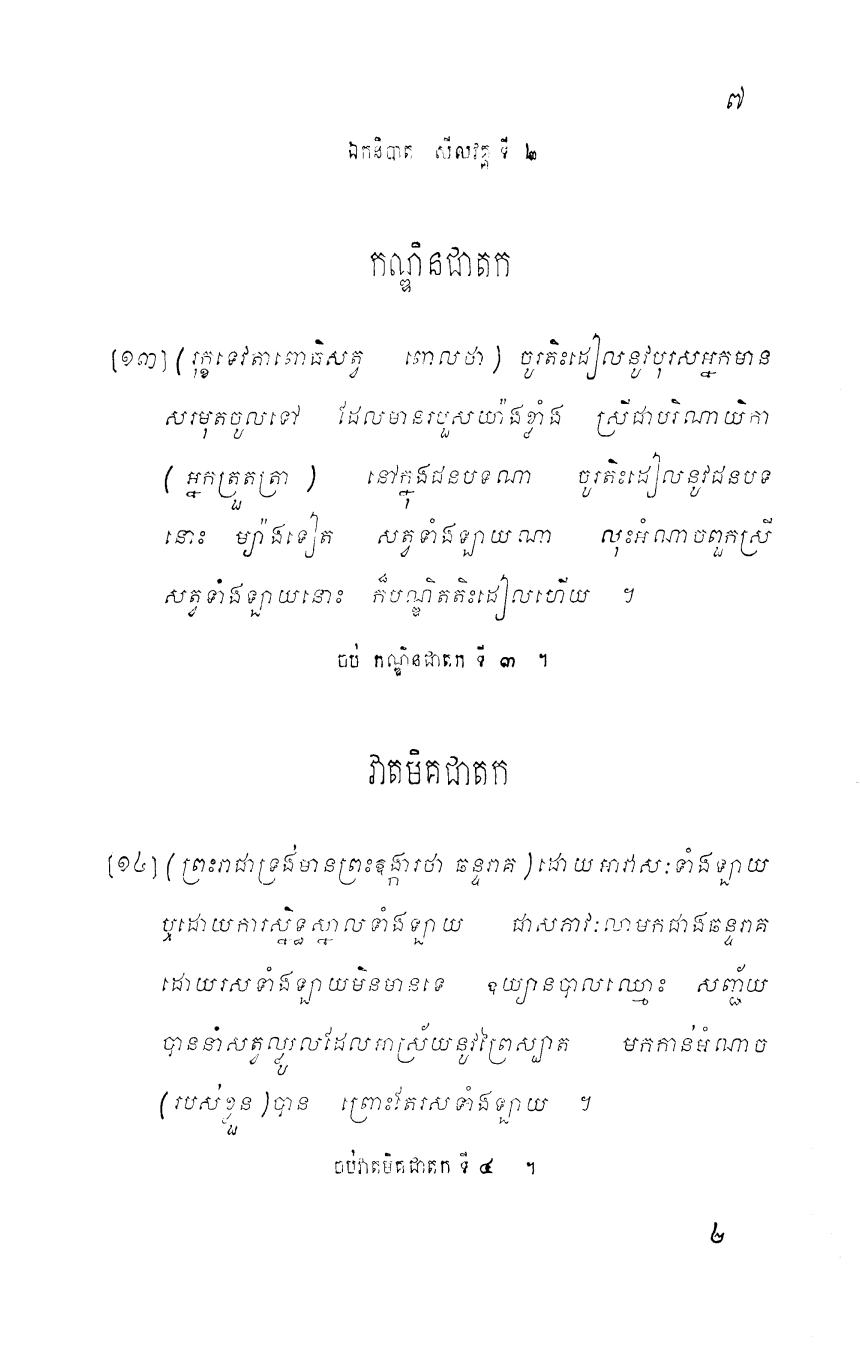 ៧
ឯកនិបាត សីលវគ្គ ទី ២
កណ្ឌិនជាតក
[១៣] ( រុក្ខទេវតាពោធិសត្វ ពោលថា ) ចូរតិះដៀលនូវបុរសអ្នកមាន
សរមុតចូលទៅ ដែលមានរបួសយ៉ាងខ្លាំង ស្រីជាបរិណាយិកា
( អ្នកត្រួតត្រា ) នៅក្នុងជនបទណា ចូរតិះដៀលនូវជនបទ
នោះ ម្យ៉ាងទៀត សត្វទាំងឡាយណា លុះអំណាចពួកស្រី
សត្វទាំងឡាយនោះ ក៏បណ្ឌិតតិះដៀលហើយ ។
ចប់ កណ្ឌិនជាតក ទី ៣ ។
វាតមិគជាតក
[១៤] ( ព្រះរាជាទ្រង់មានព្រះឧង្ការថា ឆន្ទរាគ ) ដោយអាវាសៈទាំងឡាយ
ឬដោយការស្និទ្ធស្នាលទាំងឡាយ ជាសភាវៈលាមកជាងឆន្ទរាគ
ដោយរសទាំងឡាយមិនមានទេ ឧយ្យានបាលឈ្មោះ សញ្ជ័យ
បាននាំសត្វល្មូលដែលអាស្រ័យនូវព្រៃស្បាត មកកាន់អំណាច
(របស់ខ្លួន )បាន ព្រោះតែរសទាំងឡាយ ។
ចប់វាតមិគជាតក ទី ៤ ។
២